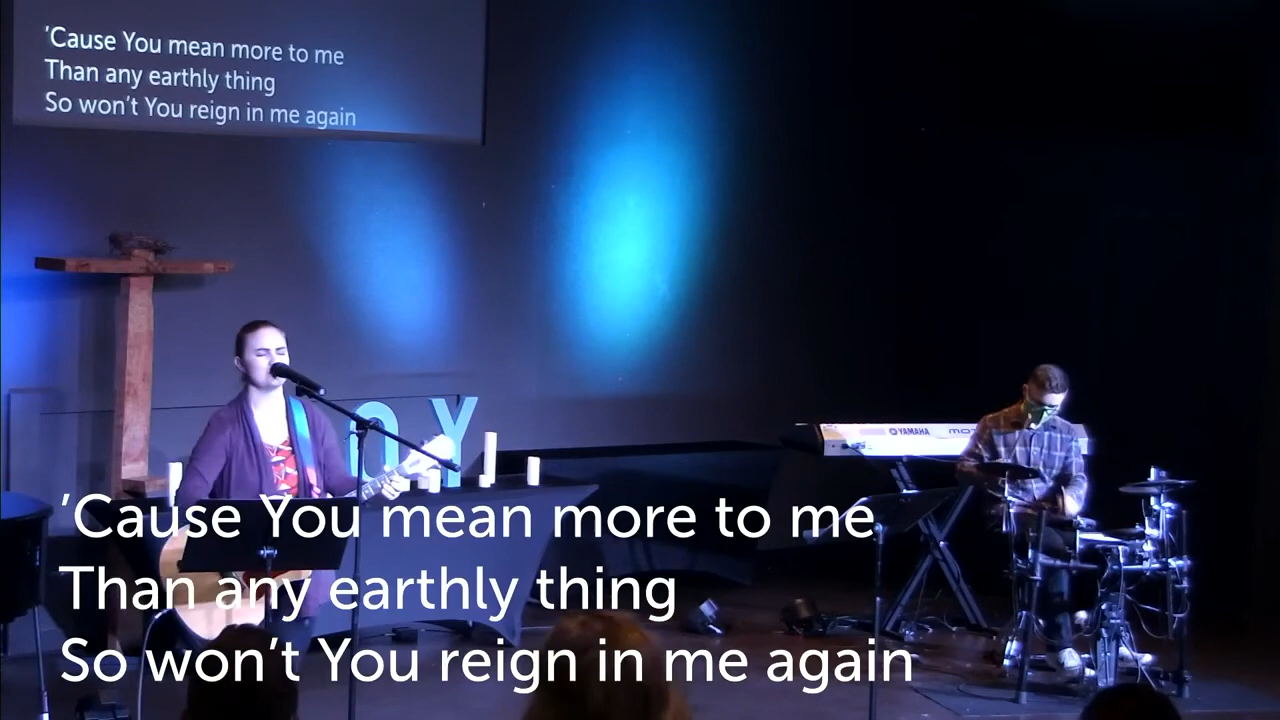 'Cause You mean more to me
Than any earthly thing
So won't You reign in me again
O Y
YAMAHA
'Cause You mean more to me
Than any earthly thing
So won't You reign in me again